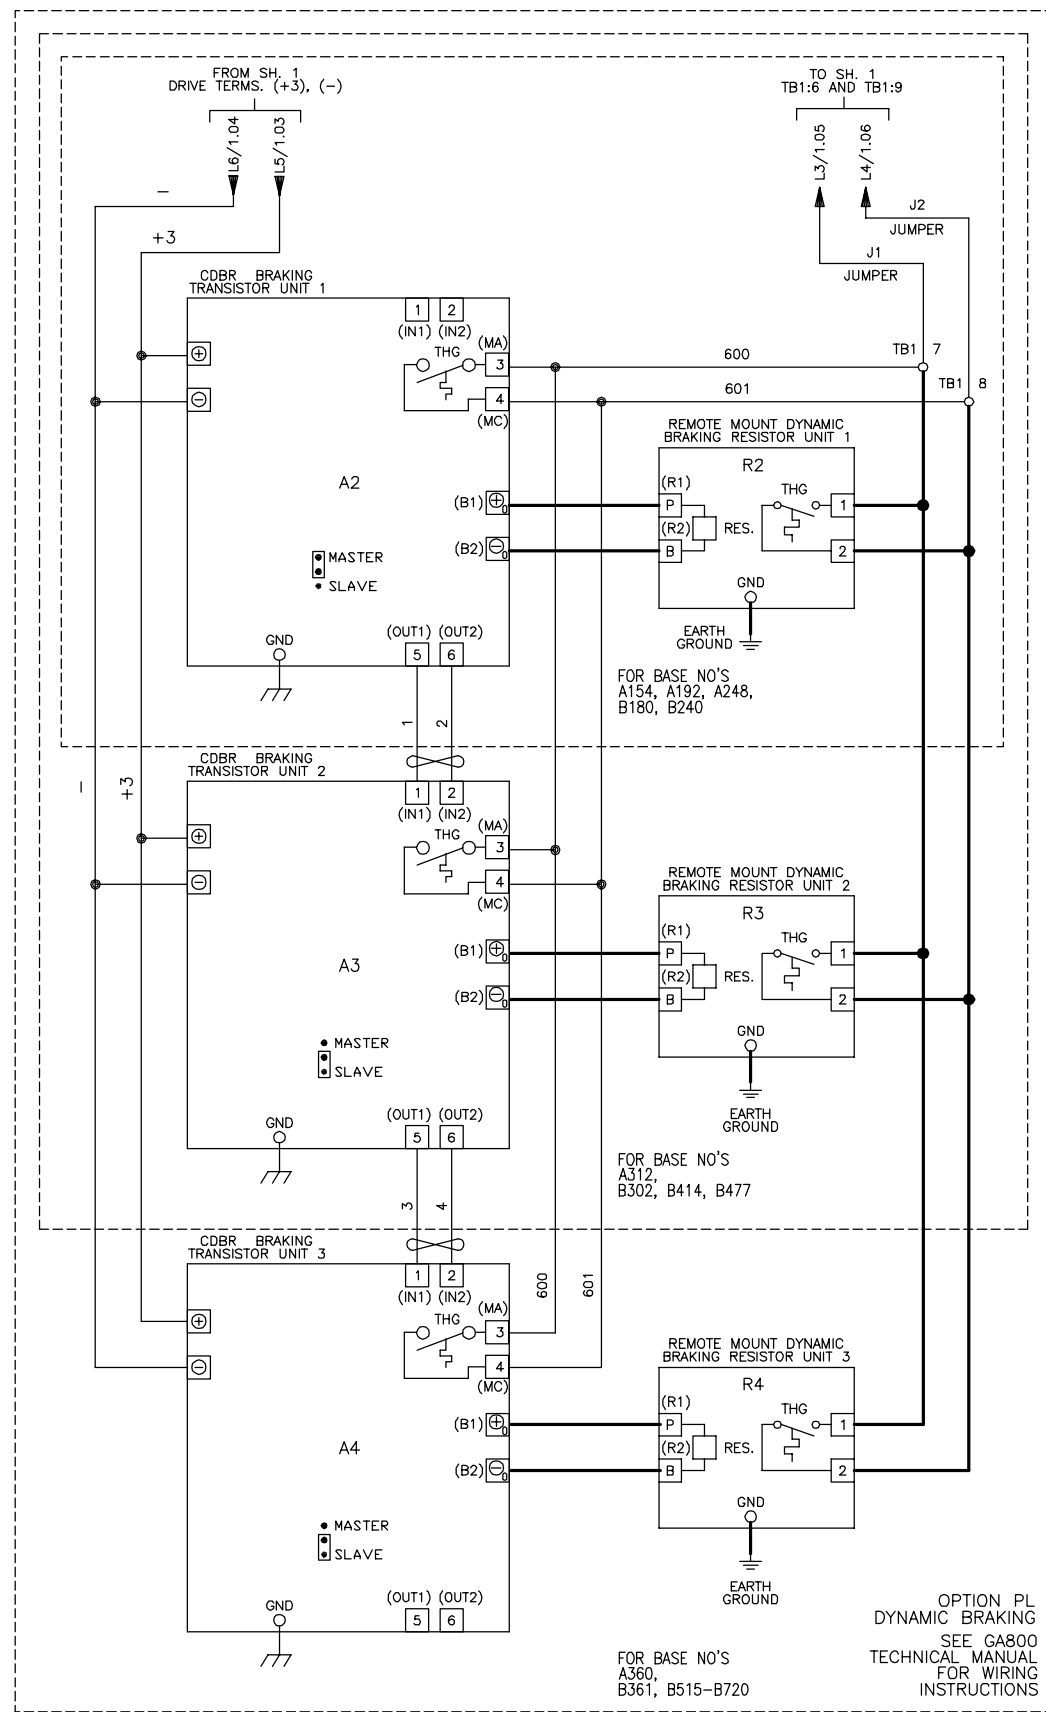 FROM SH. 1
DRIVE TERMS. (+3), (-)
TO SH. 1
TB1:6 AND TB1:9
L6/1.04
L5/1.03
L3/1.05
L4/1.06
-
+3
J2
JUMPER
J1
JUMPER
CDBR BRAKING
TRANSISTOR UNIT 1
1 2
(IN1) (IN2)
THG
(MA)
3
4
(MC)
+
-
600
601
TB1 7
TB1 8
A2
(B1) + 0
(B2) - 0
MASTER
SLAVE
GND
(OUT1) (OUT2)
5 6
REMOTE MOUNT DYNAMIC
BRAKING RESISTOR UNIT 1
R2
(R1)
P
(R2)
B
RES.
THG
1
2
GND
EARTH
GROUND
FOR BASE NO'S
A154, A192, A248,
B180, B240
1
2
-
+3
CDBR BRAKING
TRANSISTOR UNIT 2
1 2
(IN1) (IN2)
THG
(MA)
3
4
(MC)
+
-
A3
(B1) + 0
(B2) - 0
MASTER
SLAVE
GND
(OUT1) (OUT2)
5 6
REMOTE MOUNT DYNAMIC
BRAKING RESISTOR UNIT 2
R3
(R1)
P
(R2)
B
RES.
THG
1
2
GND
EARTH
GROUND
FOR BASE NO'S
A312,
B302, B414, B477
3
4
CDBR BRAKING
TRANSISTOR UNIT 3
1 2
(IN1) (IN2)
THG
(MA)
3
4
(MC)
+
-
600
601
A4
(B1) + 0
(B2) - 0
MASTER
SLAVE
GND
(OUT1) (OUT2)
5 6
REMOTE MOUNT DYNAMIC
BRAKING RESISTOR UNIT 3
R4
(R1)
P
(R2)
B
RES.
THG
1
2
GND
EARTH
GROUND
FOR BASE NO'S
A360,
B361, B515-B720
OPTION PL
DYNAMIC BRAKING
SEE GA800
TECHNICAL MANUAL
FOR WIRING
INSTRUCTIONS